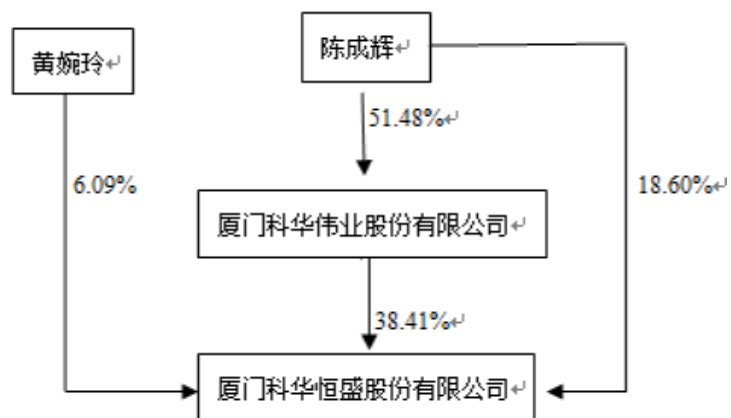 黄婉玲↵
陈成辉↵
51.48%↵
6.09%
18.60%↵
厦门科华伟业股份有限公司↵
38.41%↵
厦门科华恒盛股份有限公司↵